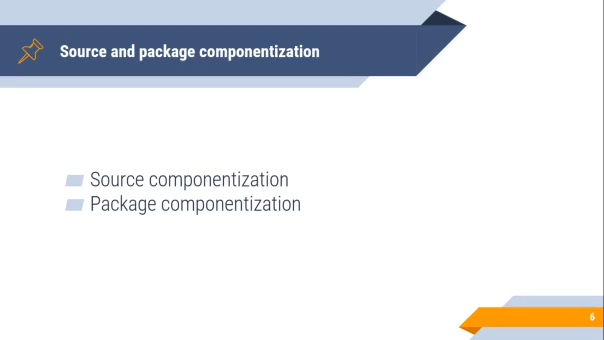 Source and package componentization
Source componentization
Package componentization
6